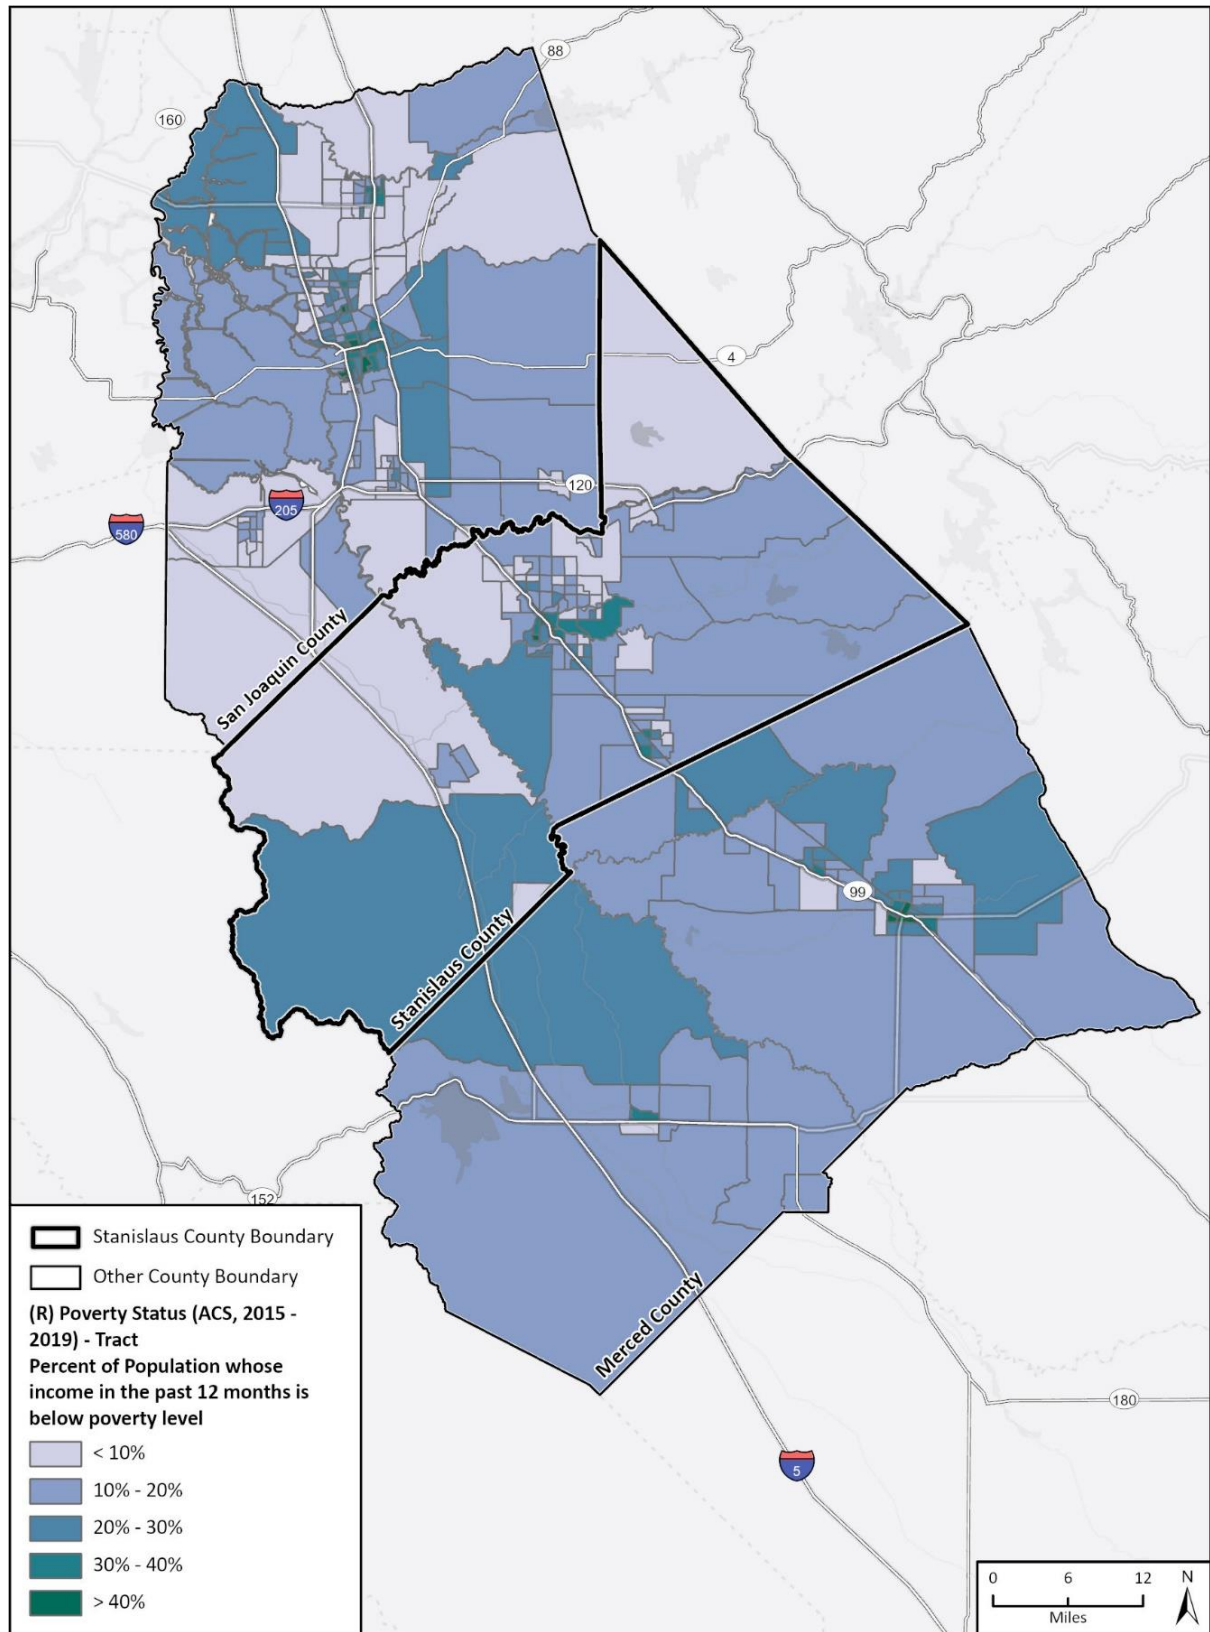 88
160
4
120
205
580
San Joaquin County
99
Stanislaus County
152
Merced County
180
5
Stanislaus County Boundary
Other County Boundary
(R) Poverty Status (ACS, 2015 -
2019) - Tract
Percent of Population whose
income in the past 12 months is
below poverty level
< 10%
10% - 20%
20% - 30%
30% - 40%
> 40%
0 6 12
Miles
N